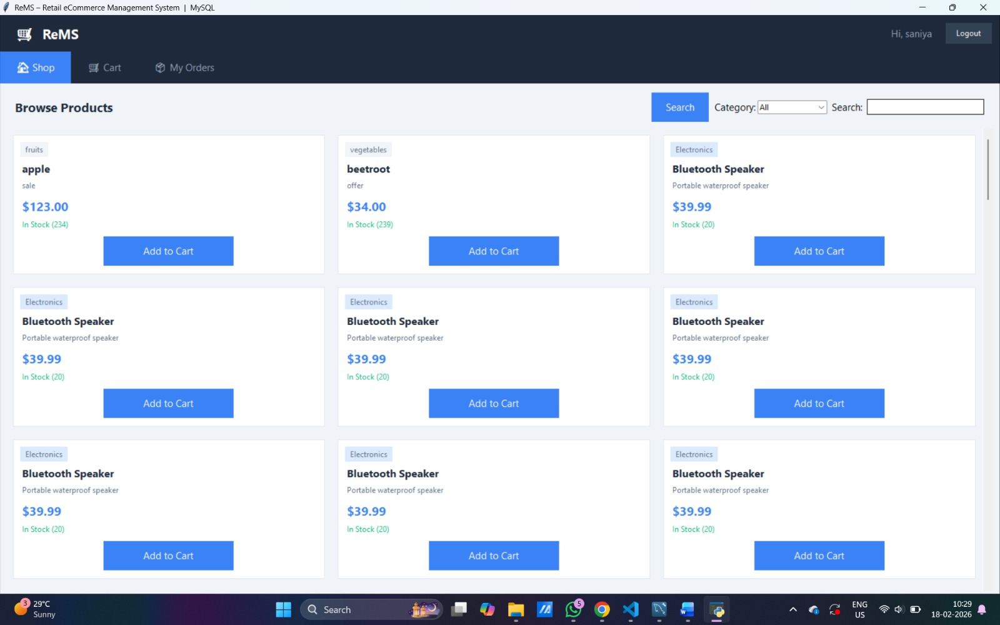 ReMS – Retail eCommerce Management System | MySQL
ReMS
Hi, saniya
Logout
Shop
Cart
My Orders
Browse Products
Search
Category:
All
Search:
fruits
apple
sale
$123.00
In Stock (234)
Add to Cart
vegetables
beetroot
offer
$34.00
In Stock (239)
Add to Cart
Electronics
Bluetooth Speaker
Portable waterproof speaker
$39.99
In Stock (20)
Add to Cart
Electronics
Bluetooth Speaker
Portable waterproof speaker
$39.99
In Stock (20)
Add to Cart
Electronics
Bluetooth Speaker
Portable waterproof speaker
$39.99
In Stock (20)
Add to Cart
Electronics
Bluetooth Speaker
Portable waterproof speaker
$39.99
In Stock (20)
Add to Cart
Electronics
Bluetooth Speaker
Portable waterproof speaker
$39.99
In Stock (20)
Add to Cart
Electronics
Bluetooth Speaker
Portable waterproof speaker
$39.99
In Stock (20)
Add to Cart
Electronics
Bluetooth Speaker
Portable waterproof speaker
$39.99
In Stock (20)
Add to Cart
3
29°C
Sunny
Search
5
ENG
US
10:29
18-02-2026